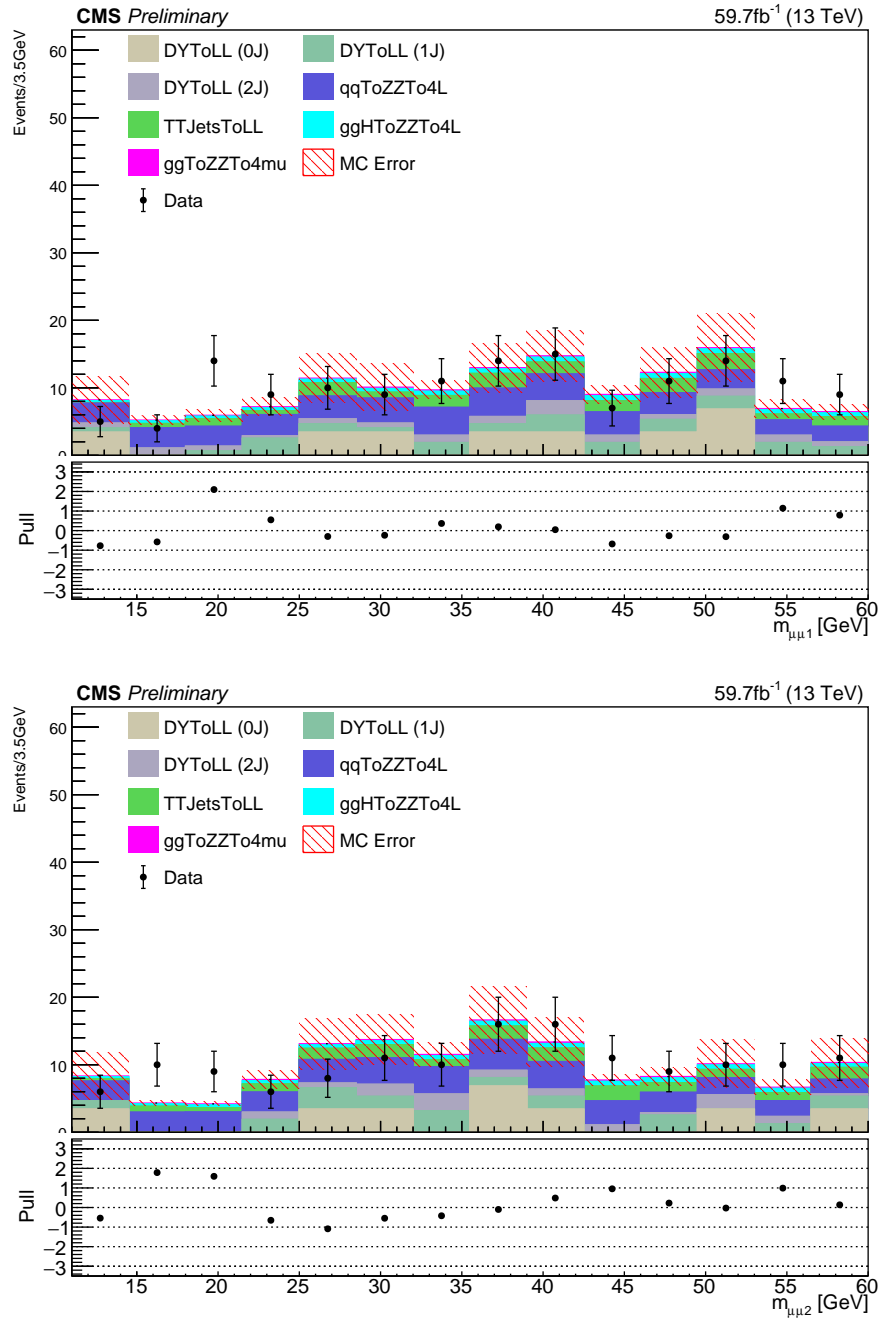 CMS Preliminary 59.7fb⁻¹ (13 TeV)
Events/3.5GeV
60
50
40
30
20
10
0
DYToLL (0J) DYToLL (1J)
DYToLL (2J) qqToZZTo4L
TTJetsToLL ggHToZZTo4L
ggToZZTo4mu MC Error
Data
Pull
3
2
1
0
−1
−2
−3
15 20 25 30 35 40 45 50 55 60
m_μμ1 [GeV]
CMS Preliminary 59.7fb⁻¹ (13 TeV)
Events/3.5GeV
60
50
40
30
20
10
0
DYToLL (0J) DYToLL (1J)
DYToLL (2J) qqToZZTo4L
TTJetsToLL ggHToZZTo4L
ggToZZTo4mu MC Error
Data
Pull
3
2
1
0
−1
−2
−3
15 20 25 30 35 40 45 50 55 60
m_μμ2 [GeV]